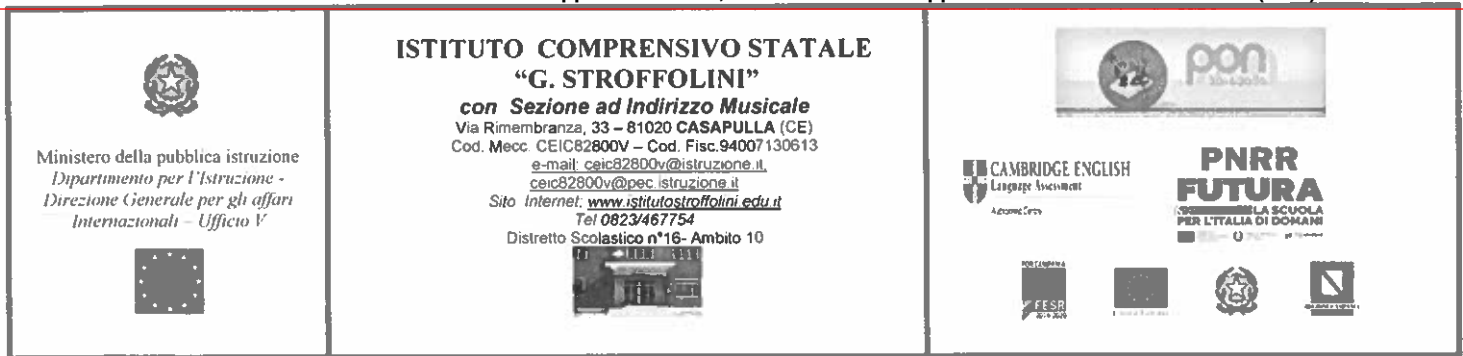 Ministero della pubblica istruzione
Dipartimento per l'Istruzione -
Direzione Generale per gli affari
Internazionali – Ufficio V
ISTITUTO COMPRENSIVO STATALE
“G. STROFFOLINI”
con Sezione ad Indirizzo Musicale
Via Rimembranza, 33 – 81020 CASAPULLA (CE)
Cod. Mecc. CEIC82800V – Cod. Fisc.94007130613
e-mail: ceic82800v@istruzione.it,
ceic82800v@pec.istruzione.it
Sito Internet: www.istitutostroffolini.edu.it
Tel 0823/467754
Distretto Scolastico n°16- Ambito 10
pon
CAMBRIDGE ENGLISH
Language Assessment
PNRR
FUTURA
LA SCUOLA
PER L'ITALIA DI DOMANI
FESR